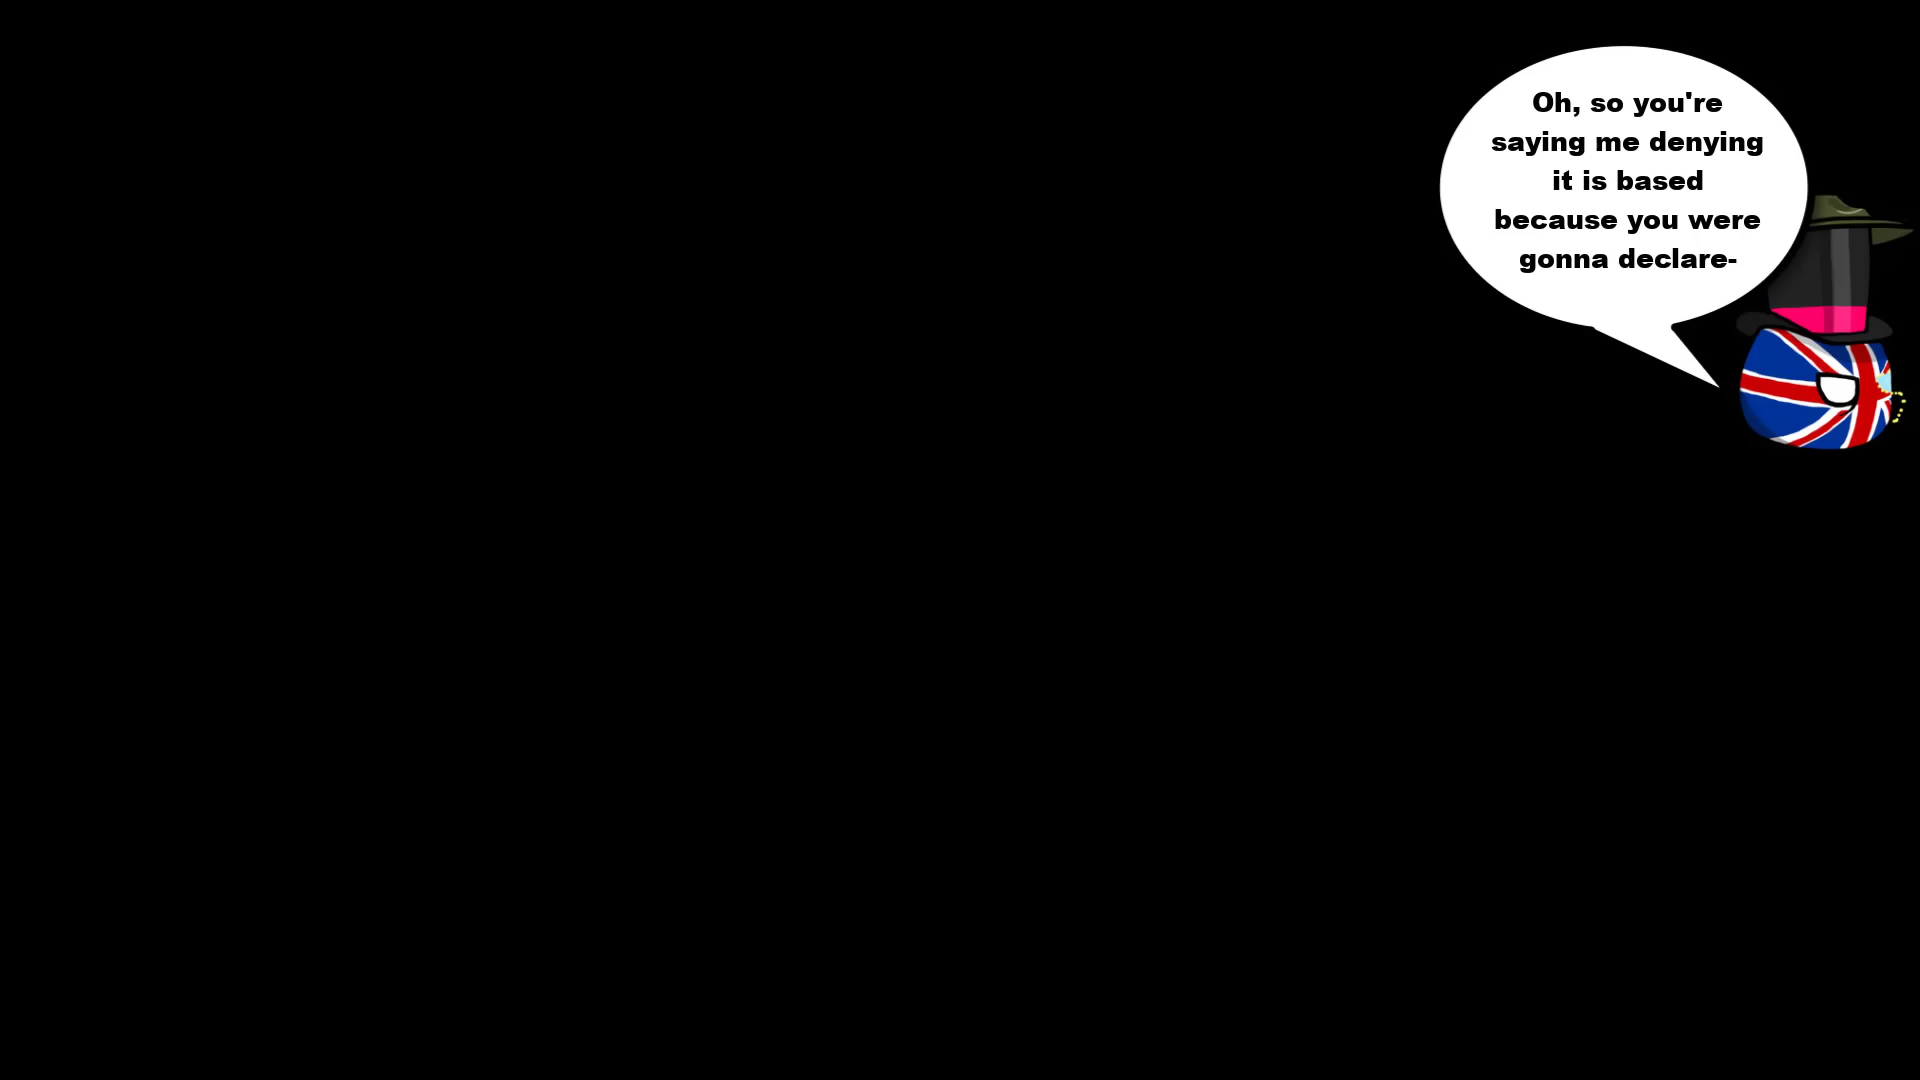 Oh, so you're
saying me denying
it is based
because you were
gonna declare-